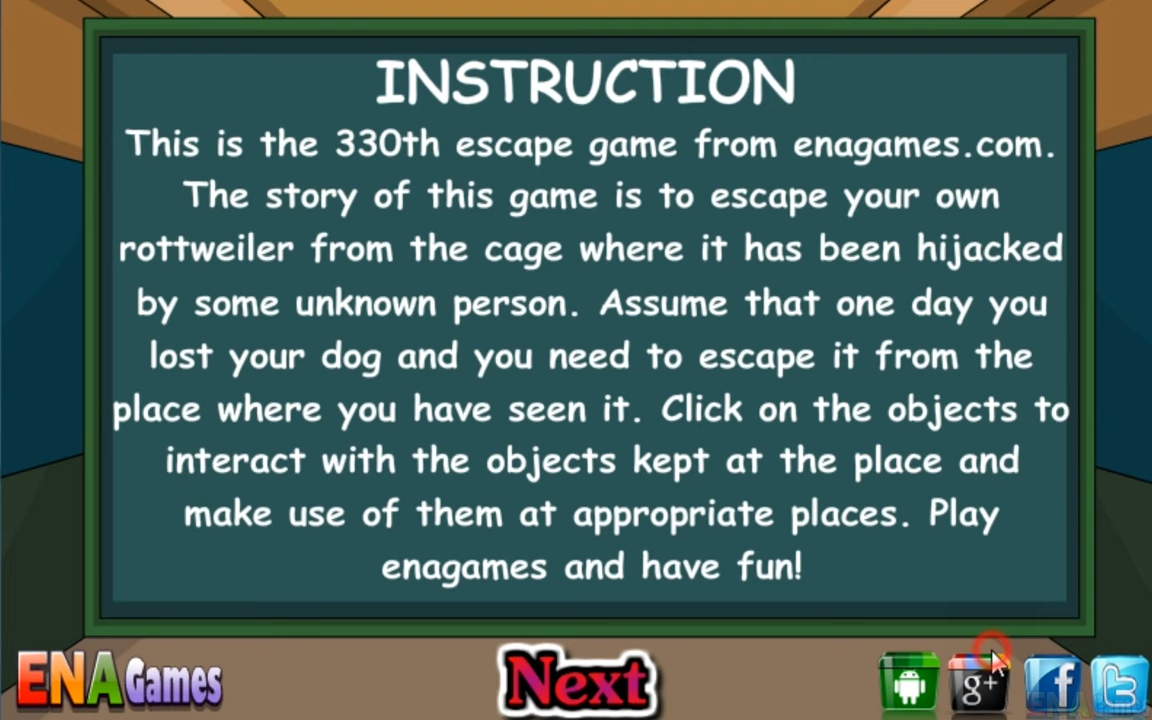 INSTRUCTION
This is the 330th escape game from enagames.com.
The story of this game is to escape your own
rottweiler from the cage where it has been hijacked
by some unknown person. Assume that one day you
lost your dog and you need to escape it from the
place where you have seen it. Click on the objects to
interact with the objects kept at the place and
make use of them at appropriate places. Play
enagames and have fun!
ENA Games
Next
g+
f
t
ENA Games